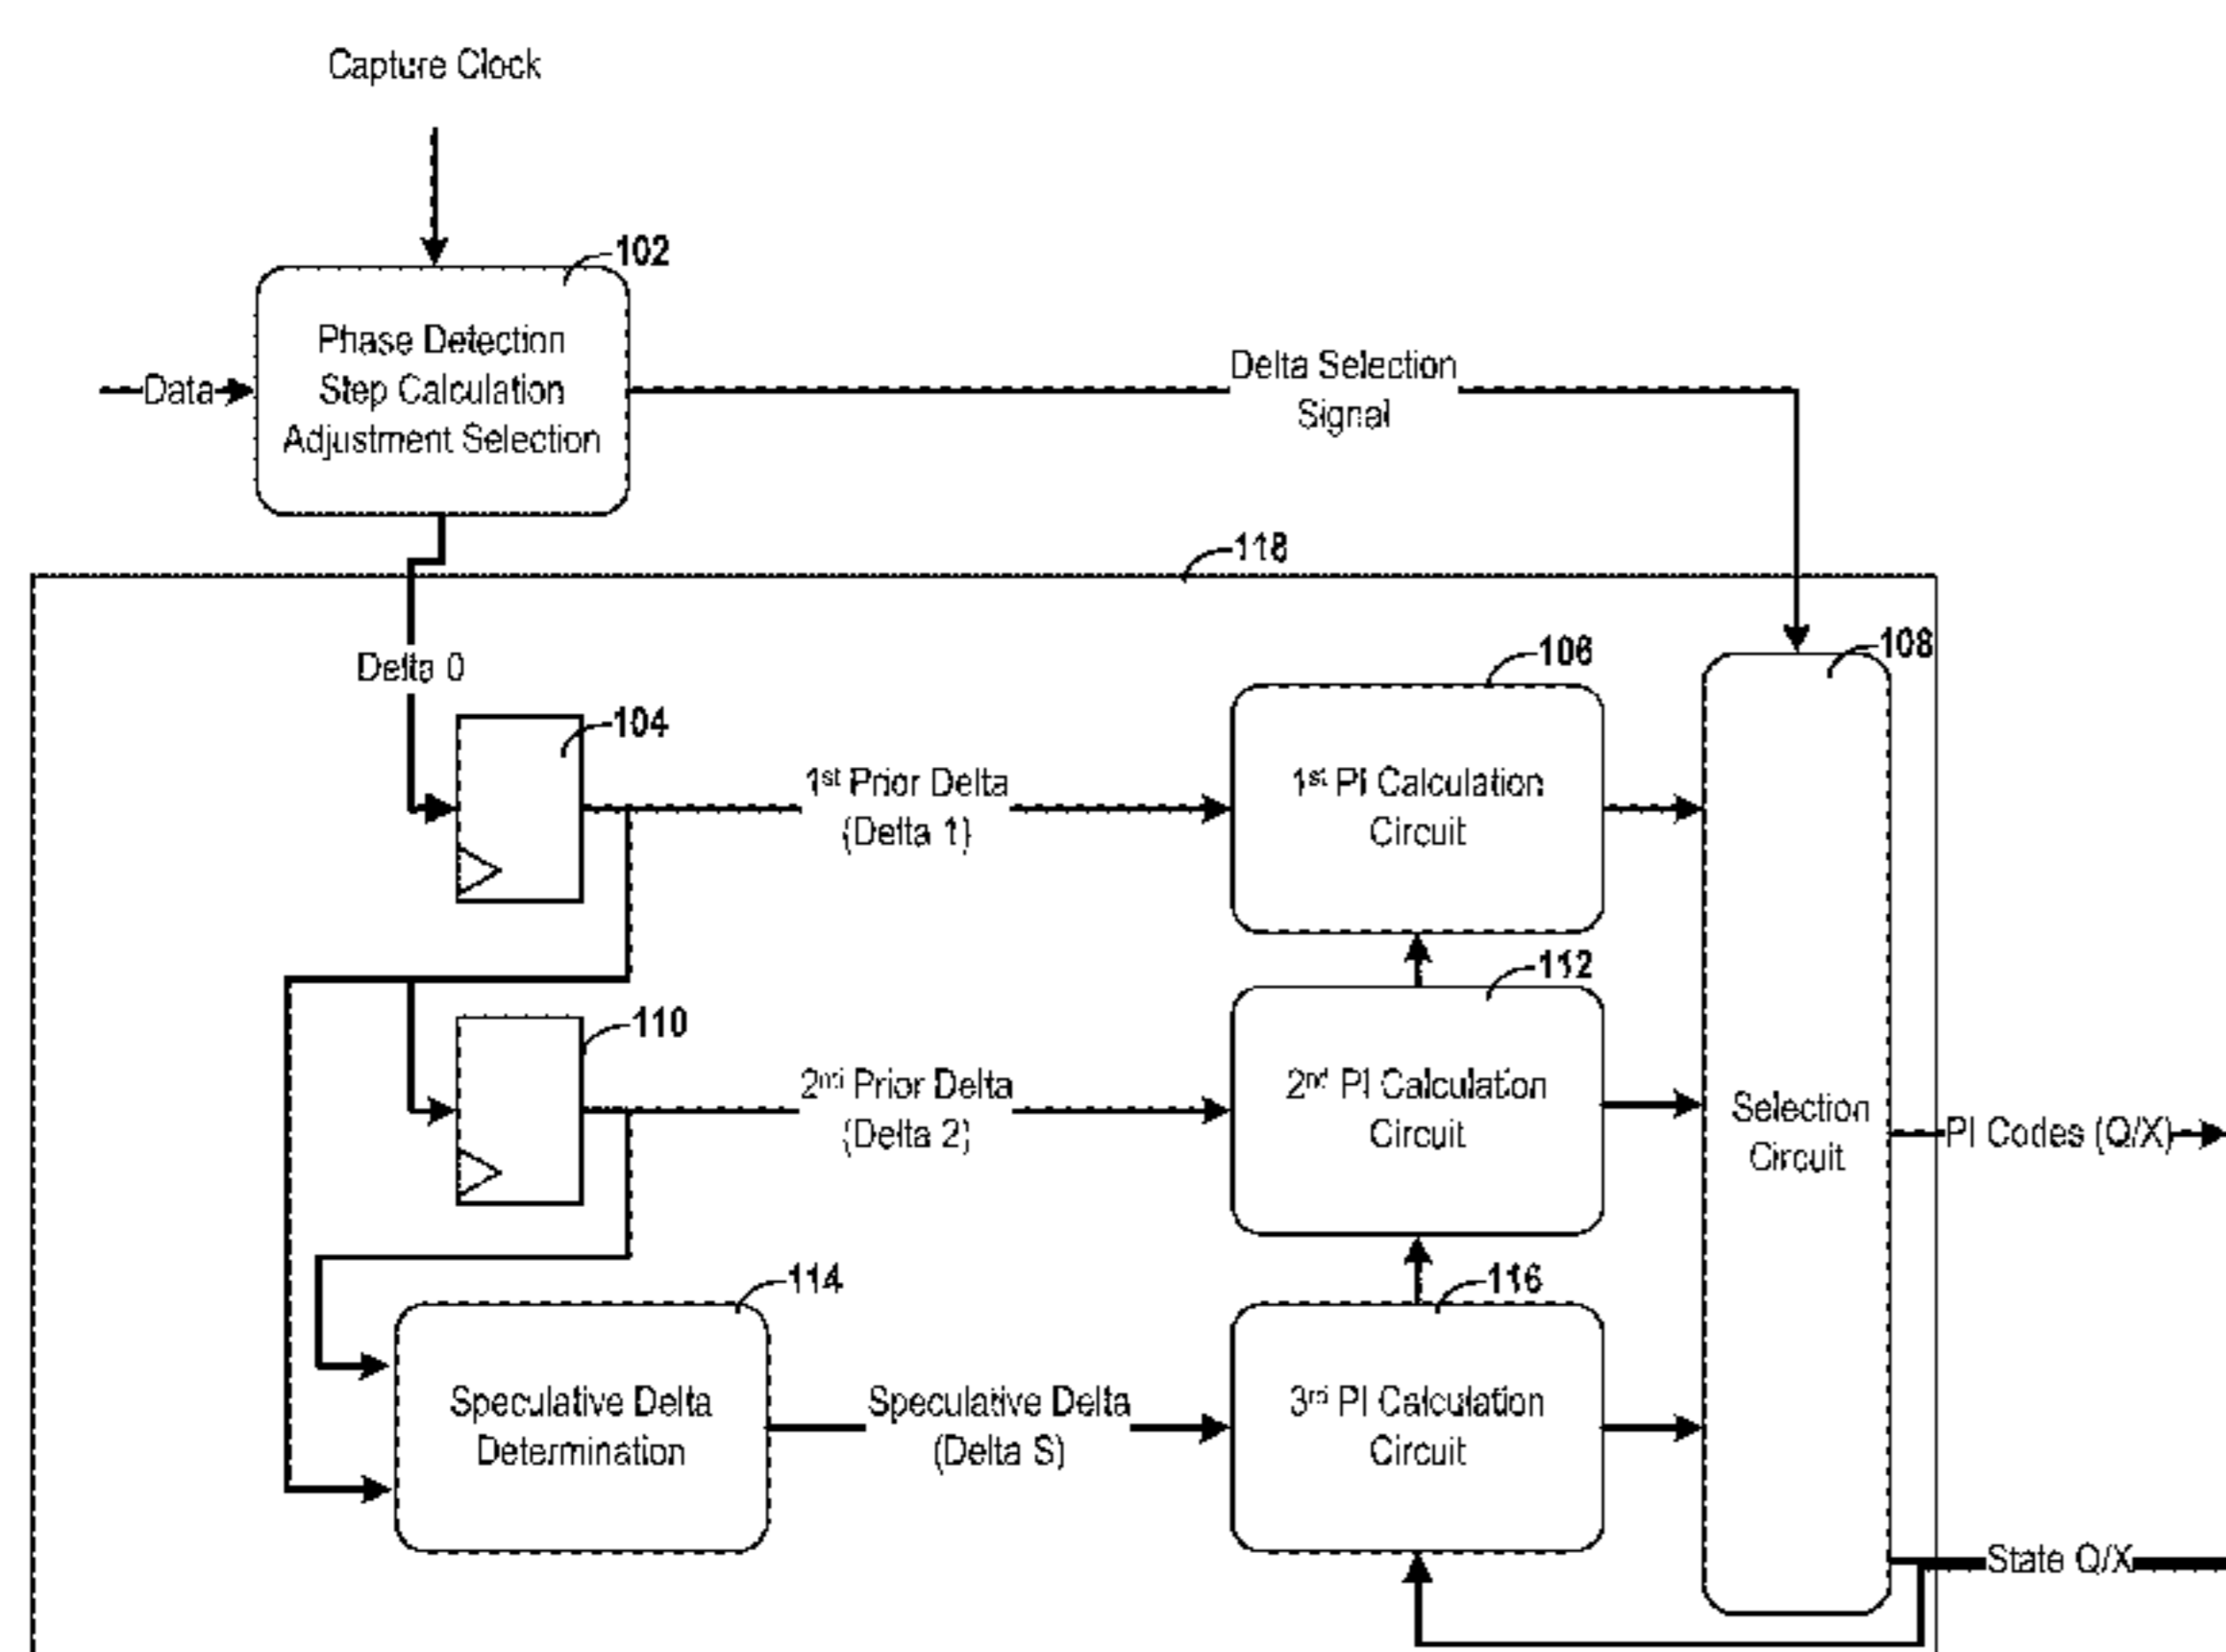 Capture Clock
102
Phase Detection
Step Calculation
Adjustment Selection
Data
Delta Selection
Signal
118
Delta 0
104
106
108
1st Prior Delta
(Delta 1)
1st PI Calculation
Circuit
110
112
2nd Prior Delta
(Delta 2)
2nd PI Calculation
Circuit
Selection
Circuit
PI Codes (Q/X)
114
116
Speculative Delta
Determination
Speculative Delta
(Delta S)
3rd PI Calculation
Circuit
State Q/X